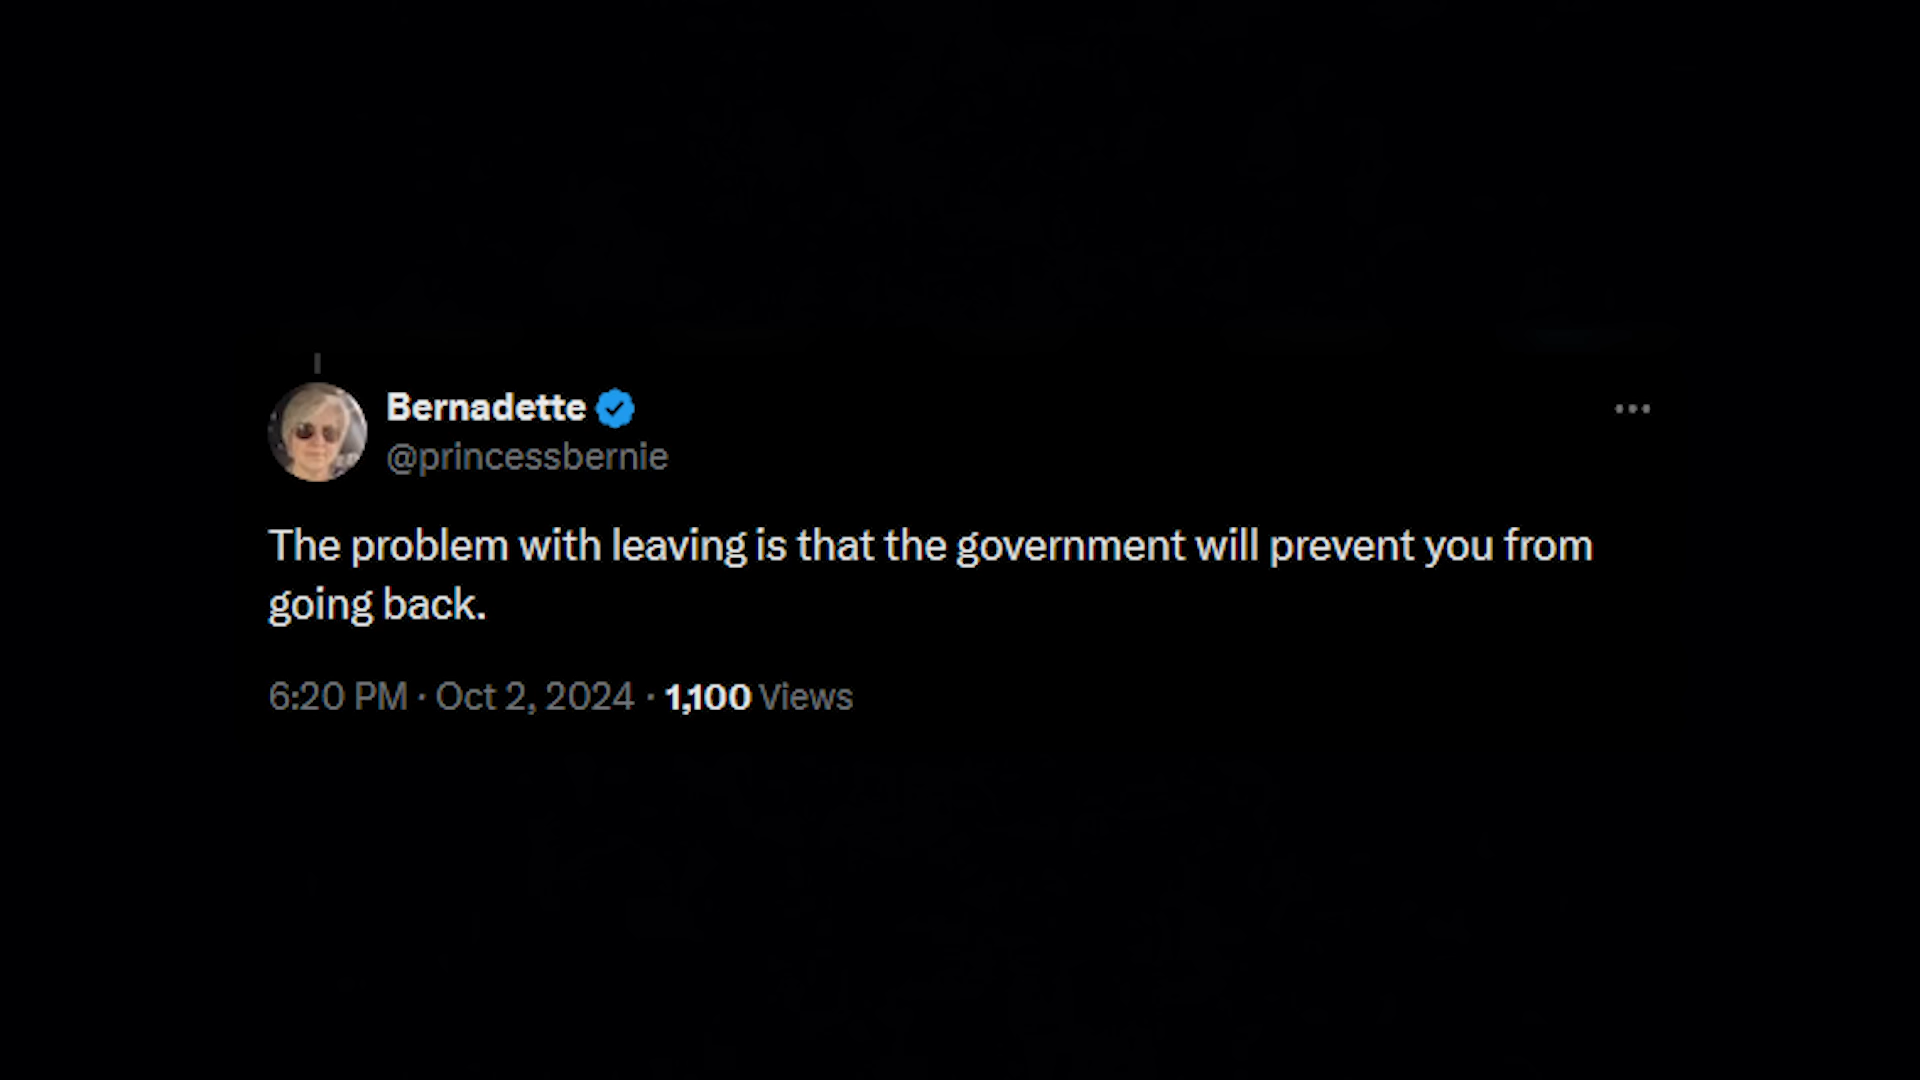 Bernadette
@princessbernie
The problem with leaving is that the government will prevent you from
going back.
6:20 PM · Oct 2, 2024 · 1,100 Views